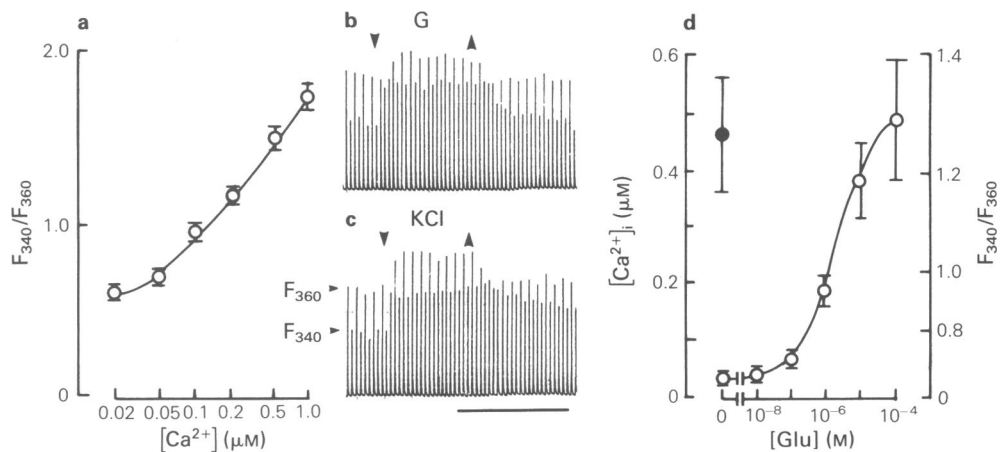 a
2.0
1.0
0
F₃₄₀/F₃₆₀
0.02 0.05 0.1 0.2 0.5 1.0
[Ca²⁺] (μM)
b
G
c
KCl
F₃₆₀
F₃₄₀
d
0.6
0.4
0.2
0
[Ca²⁺]ᵢ (μM)
1.4
1.2
1.0
0.8
0
F₃₄₀/F₃₆₀
0 10⁻⁸ 10⁻⁶ 10⁻⁴
[Glu] (M)